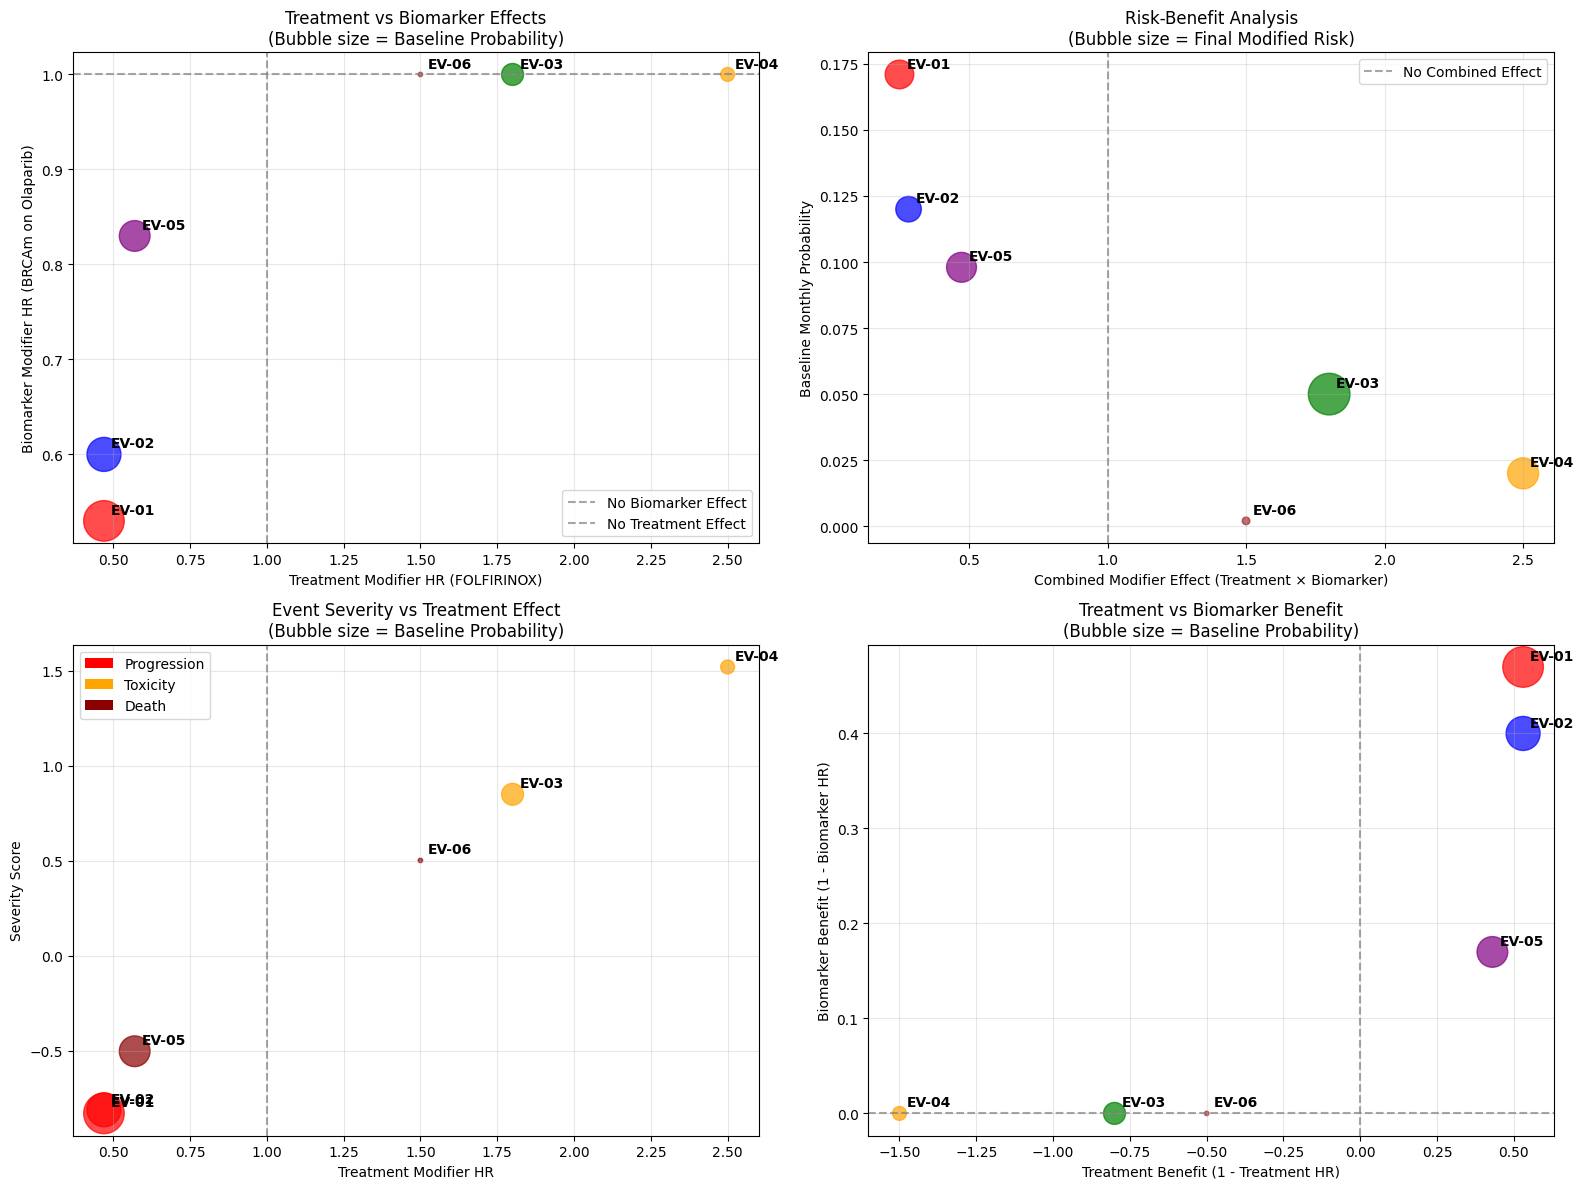 Treatment vs Biomarker Effects
(Bubble size = Baseline Probability)
Biomarker Modifier HR (BRCAm on Olaparib)
1.0
0.9
0.8
0.7
0.6
EV-06
EV-03
EV-04
EV-05
EV-02
EV-01
No Biomarker Effect
No Treatment Effect
0.50
0.75
1.00
1.25
1.50
1.75
2.00
2.25
2.50
Treatment Modifier HR (FOLFIRINOX)
Risk-Benefit Analysis
(Bubble size = Final Modified Risk)
Baseline Monthly Probability
0.175
0.150
0.125
0.100
0.075
0.050
0.025
0.000
No Combined Effect
EV-01
EV-02
EV-05
EV-03
EV-04
EV-06
0.5
1.0
1.5
2.0
2.5
Combined Modifier Effect (Treatment × Biomarker)
Event Severity vs Treatment Effect
(Bubble size = Baseline Probability)
Severity Score
1.5
1.0
0.5
0.0
−0.5
Progression
Toxicity
Death
EV-04
EV-03
EV-06
EV-05
EV-02
EV-01
0.50
0.75
1.00
1.25
1.50
1.75
2.00
2.25
2.50
Treatment Modifier HR
Treatment vs Biomarker Benefit
(Bubble size = Baseline Probability)
Biomarker Benefit (1 - Biomarker HR)
0.4
0.3
0.2
0.1
0.0
EV-01
EV-02
EV-05
EV-04
EV-03
EV-06
−1.50
−1.25
−1.00
−0.75
−0.50
−0.25
0.00
0.25
0.50
Treatment Benefit (1 - Treatment HR)